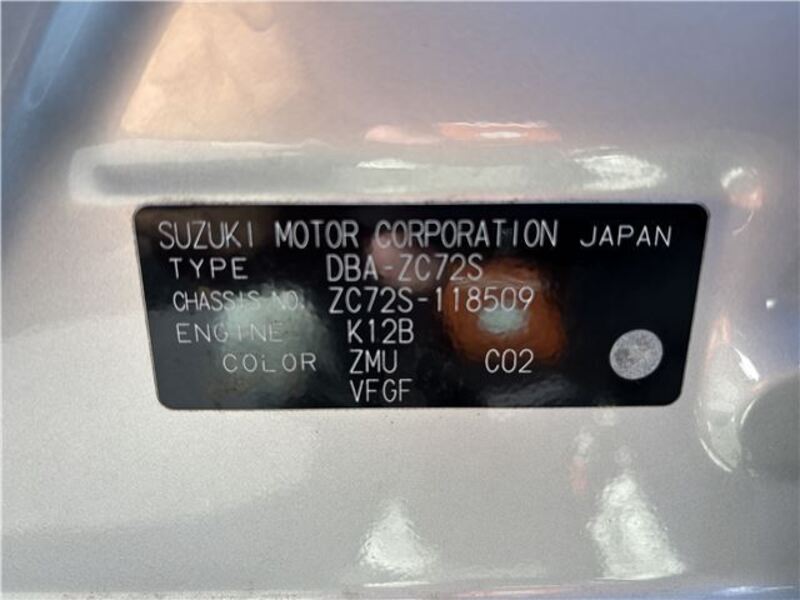 SUZUKI MOTOR CORPORATION JAPAN
TYPE DBA-ZC72S
CHASSIS NO. ZC72S-118509
ENGINE K12B
COLOR ZMU C02
VFGF